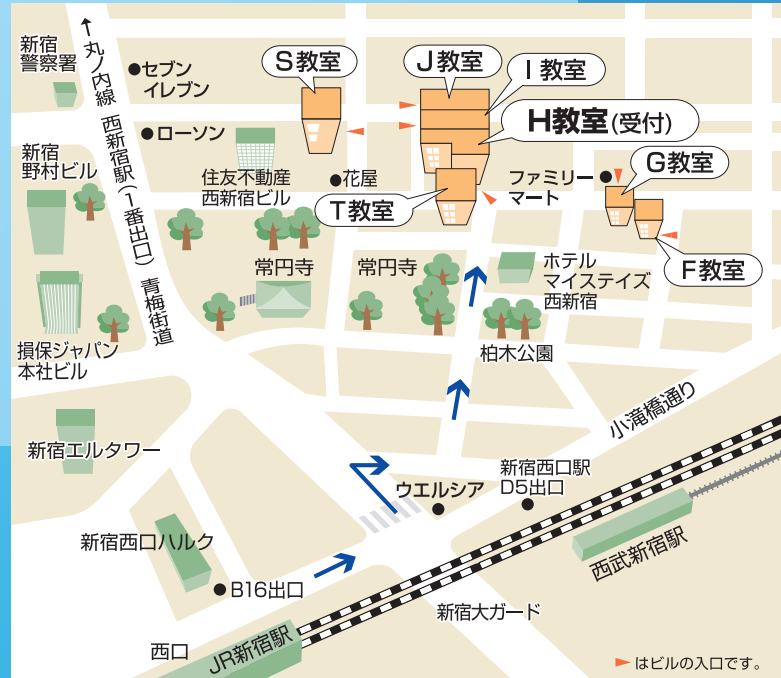 新宿
警察署
↑丸ノ内線 西新宿駅(1番出口) 青梅街道
●セブン
イレブン
●ローソン
S教室
J教室
I教室
H教室(受付)
G教室
F教室
T教室
新宿
野村ビル
住友不動産
西新宿ビル
●花屋
ファミリー●
マート
常円寺
常円寺
ホテル
マイステイズ
西新宿
損保ジャパン
本社ビル
柏木公園
小滝橋通り
新宿エルタワー
ウエルシア
新宿西口駅
D5出口
新宿西口ハルク
西武新宿駅
●B16出口
新宿大ガード
西口
JR新宿駅
はビルの入口です。